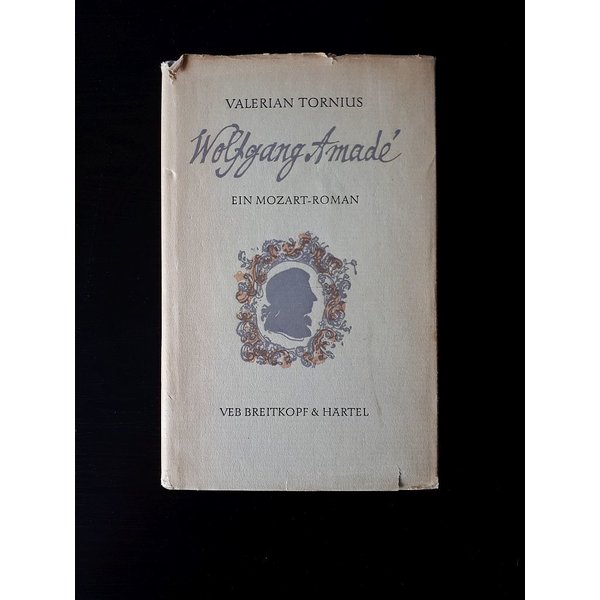 VALERIAN TORNIUS
Wolfgang Amadé
EIN MOZART-ROMAN
VEB BREITKOPF & HÄRTEL